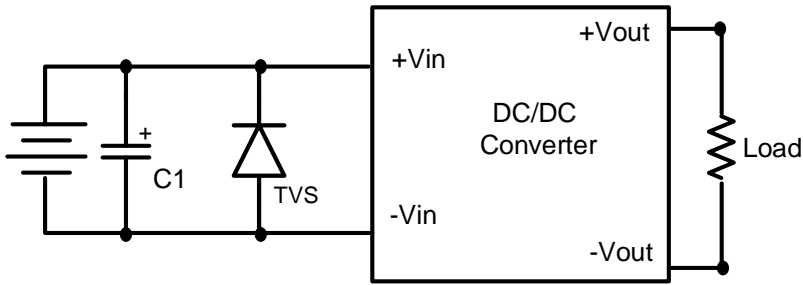 +Vout
+Vin
DC/DC
Converter
+
C1
TVS
Load
-Vin
-Vout